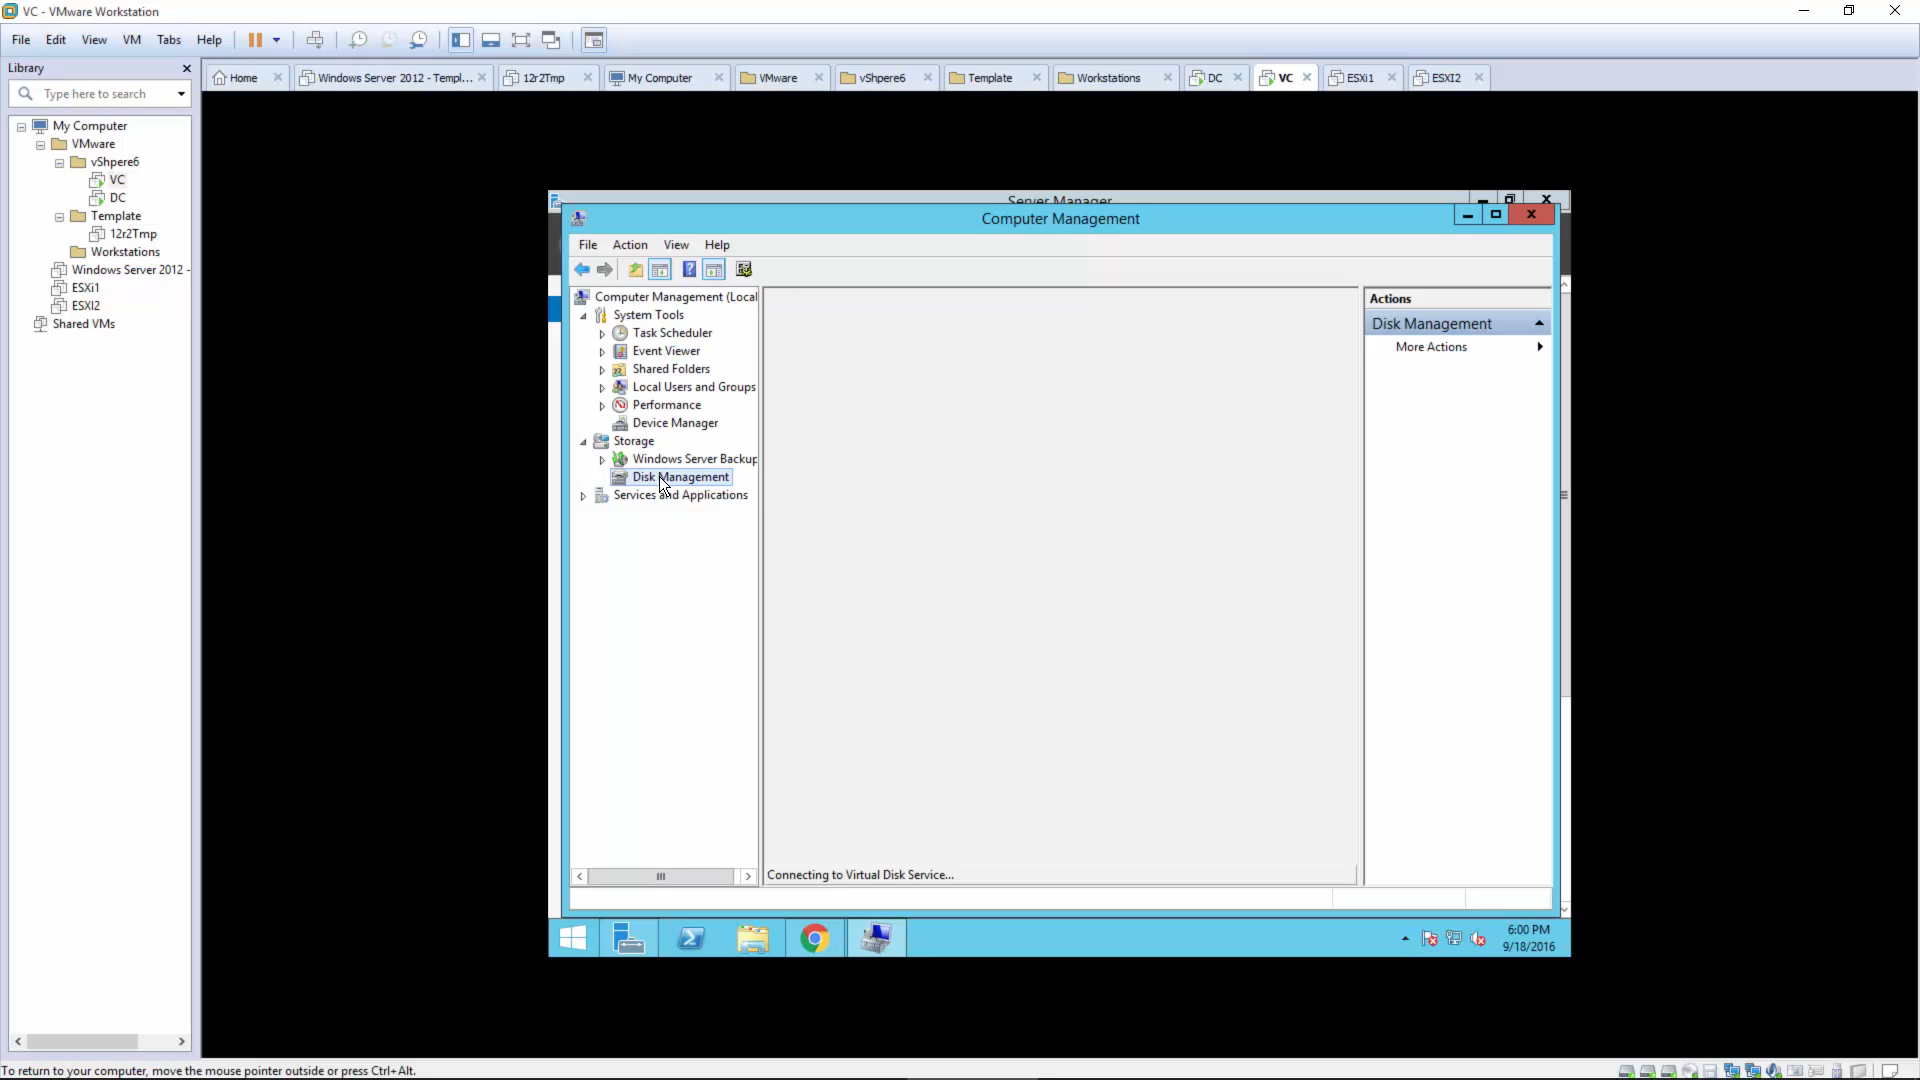 VC - VMware Workstation
File Edit View VM Tabs Help
Library
Type here to search
My Computer
VMware
vShpere6
VC
DC
Template
12r2Tmp
Workstations
Windows Server 2012 -
ESXi1
ESXI2
Shared VMs
Home
Windows Server 2012 - Templ...
12r2Tmp
My Computer
VMware
vShpere6
Template
Workstations
DC
VC
ESXi1
ESXI2
Server Manager
Computer Management
File Action View Help
Computer Management (Local
System Tools
Task Scheduler
Event Viewer
Shared Folders
Local Users and Groups
Performance
Device Manager
Storage
Windows Server Backup
Disk Management
Services and Applications
Connecting to Virtual Disk Service...
Actions
Disk Management
More Actions
6:00 PM
9/18/2016
To return to your computer, move the mouse pointer outside or press Ctrl+Alt.